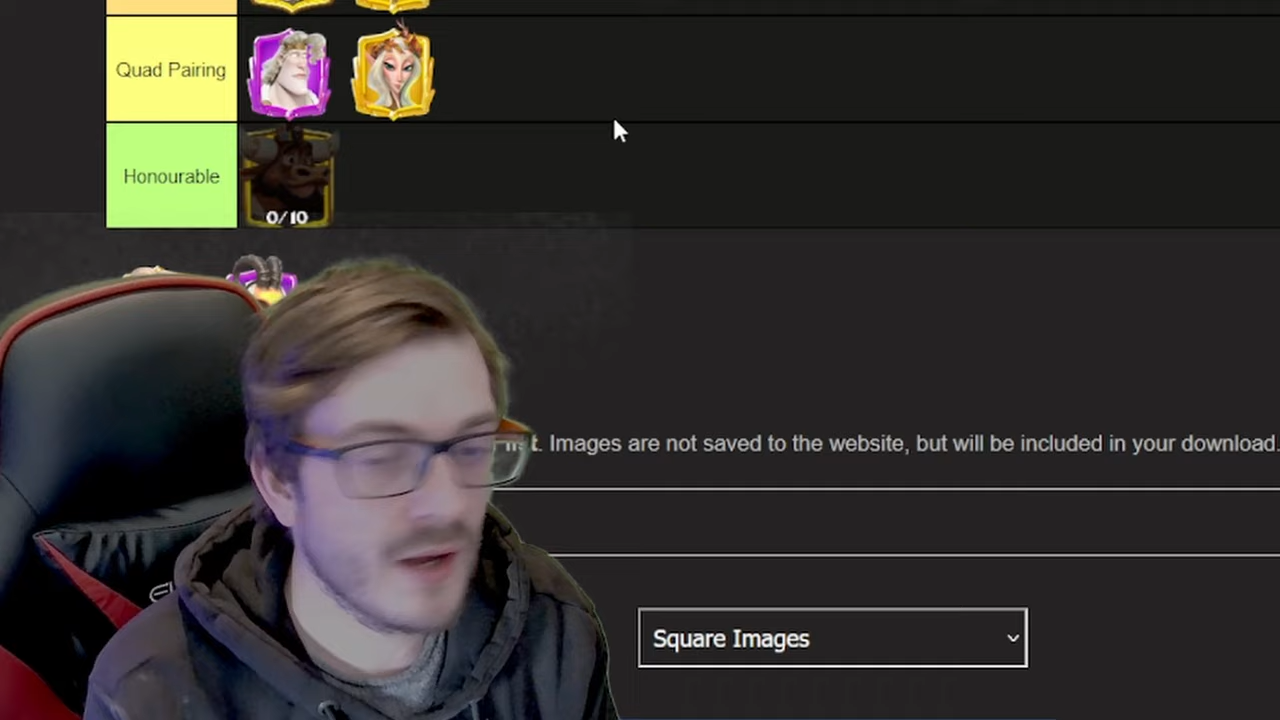 Quad Pairing
Honourable
0/10
. Images are not saved to the website, but will be included in your download.
Square Images